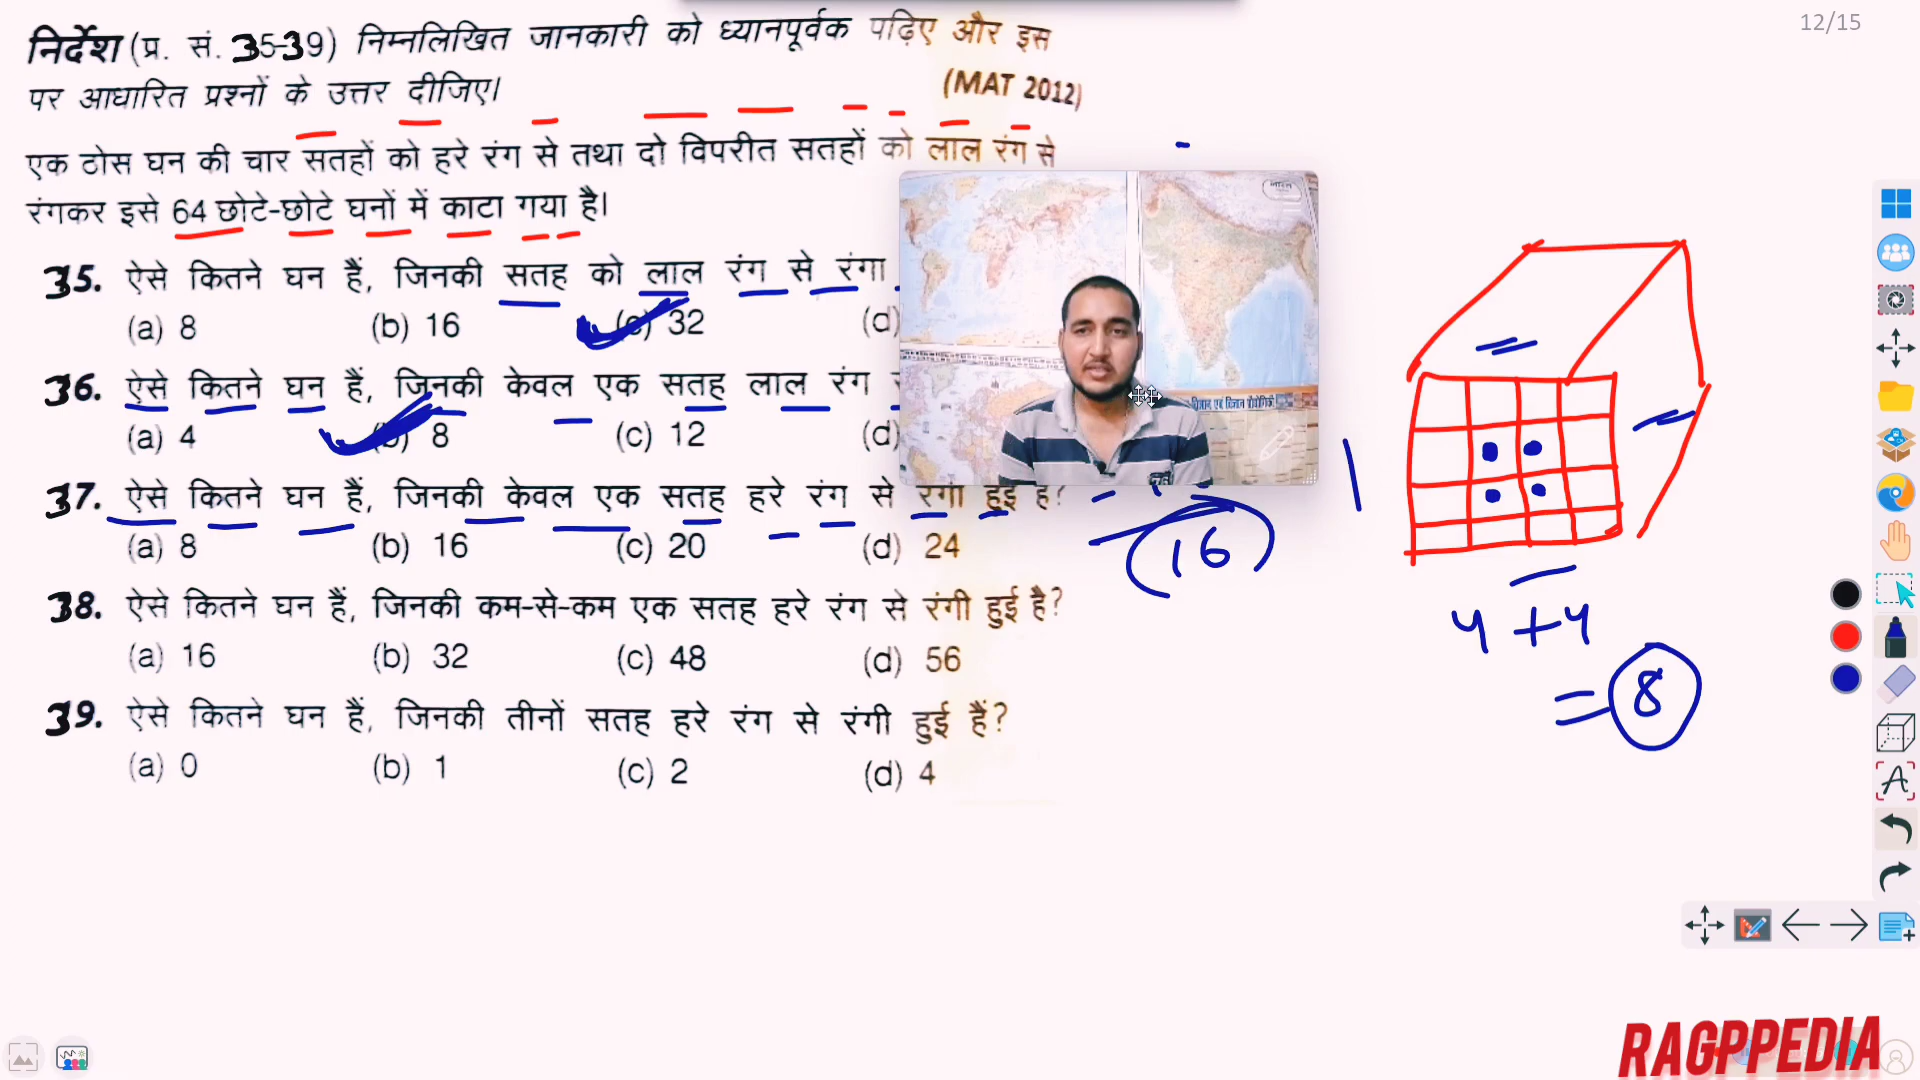 12/15
निर्देश (प्र. सं. 35-39) निम्नलिखित जानकारी को ध्यानपूर्वक पढ़िए और इस
पर आधारित प्रश्नों के उत्तर दीजिए।
(MAT 2012)
एक ठोस घन की चार सतहों को हरे रंग से तथा दो विपरीत सतहों को लाल रंग से
रंगकर इसे 64 छोटे-छोटे घनों में काटा गया है।
35. ऐसे कितने घन हैं, जिनकी सतह को लाल रंग से रंगा
(a) 8 (b) 16 (c) 32 (d)
36. ऐसे कितने घन हैं, जिनकी केवल एक सतह लाल रंग
(a) 4 (b) 8 (c) 12 (d)
37. ऐसे कितने घन हैं, जिनकी केवल एक सतह हरे रंग से रंगी हुई है?
(a) 8 (b) 16 (c) 20 (d) 24
38. ऐसे कितने घन हैं, जिनकी कम-से-कम एक सतह हरे रंग से रंगी हुई है?
(a) 16 (b) 32 (c) 48 (d) 56
39. ऐसे कितने घन हैं, जिनकी तीनों सतह हरे रंग से रंगी हुई हैं?
(a) 0 (b) 1 (c) 2 (d) 4
(16)
4 + 4
= 8
RAGPPEDIA